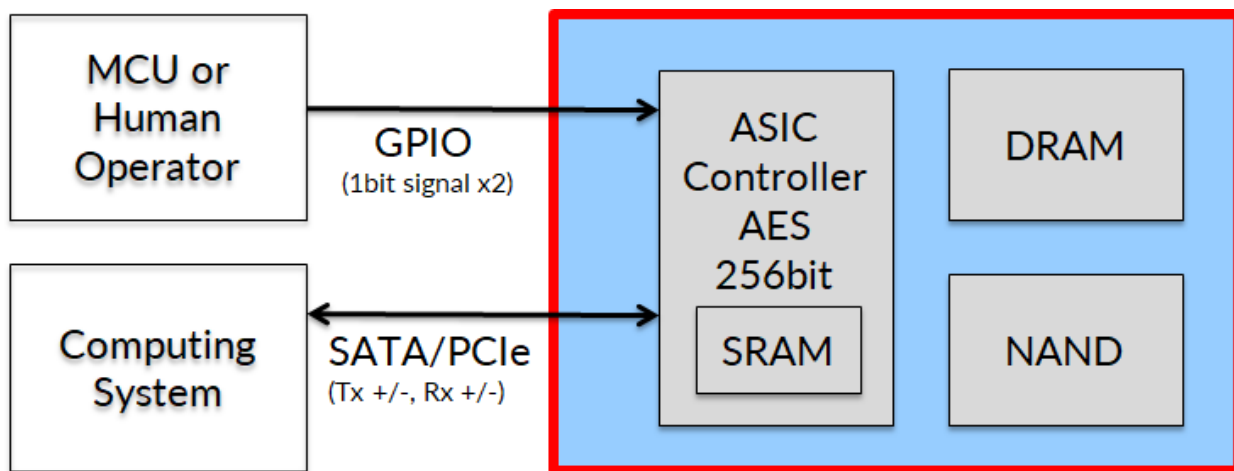 MCU or
Human
Operator
GPIO
(1bit signal x2)
Computing
System
SATA/PCIe
(Tx +/-, Rx +/-)
ASIC
Controller
AES
256bit
SRAM
DRAM
NAND